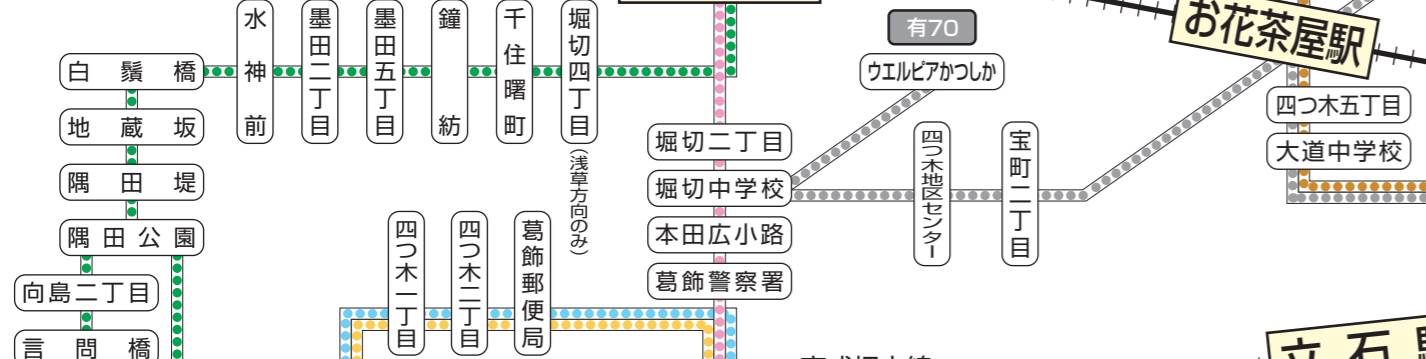 水神前
墨田二丁目
墨田五丁目
鐘紡
千住曙町
堀切四丁目
(浅草方向のみ)
有70
ウエルピアかつしか
お花茶屋駅
白鬚橋
地蔵坂
隅田堤
隅田公園
向島二丁目
言問橋
堀切二丁目
堀切中学校
本田広小路
葛飾警察署
四つ木地区センター
宝町二丁目
四つ木五丁目
大道中学校
四つ木一丁目
四つ木二丁目
葛飾郵便局
立石